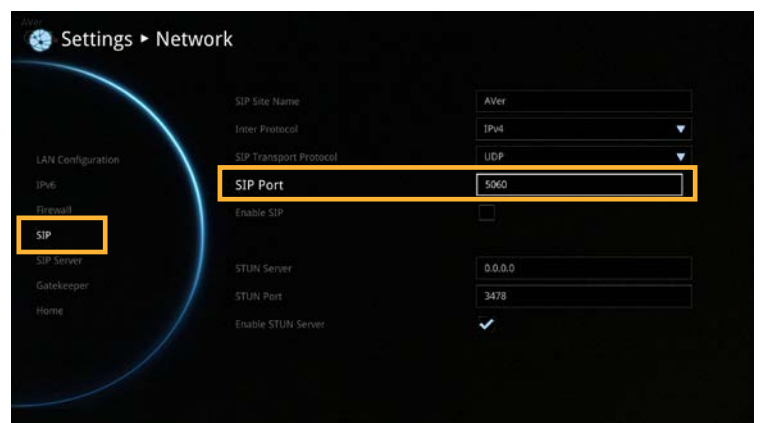 AVer
Settings ▸ Network
SIP Site Name AVer
Inter Protocol IPv4
LAN Configuration SIP Transport Protocol UDP
IPv6 SIP Port 5060
Firewall Enable SIP
SIP
SIP Server STUN Server 0.0.0.0
Gatekeeper STUN Port 3478
Home Enable STUN Server